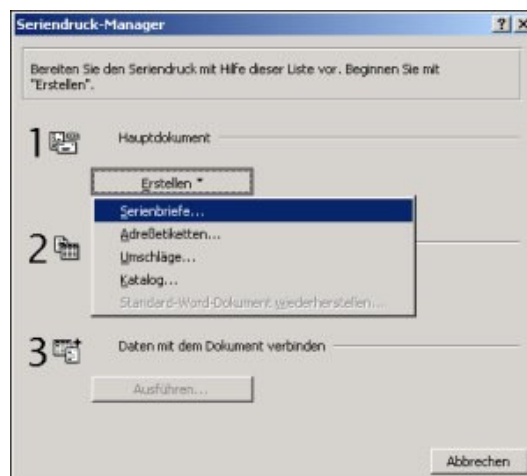 Seriendruck-Manager
Bereiten Sie den Seriendruck mit Hilfe dieser Liste vor. Beginnen Sie mit
"Erstellen".
1 Hauptdokument
Erstellen
Serienbriefe...
Adreßetiketten...
Umschläge...
Katalog...
Standard-Word-Dokument wiederherstellen...
2
3 Daten mit dem Dokument verbinden
Ausführen...
Abbrechen